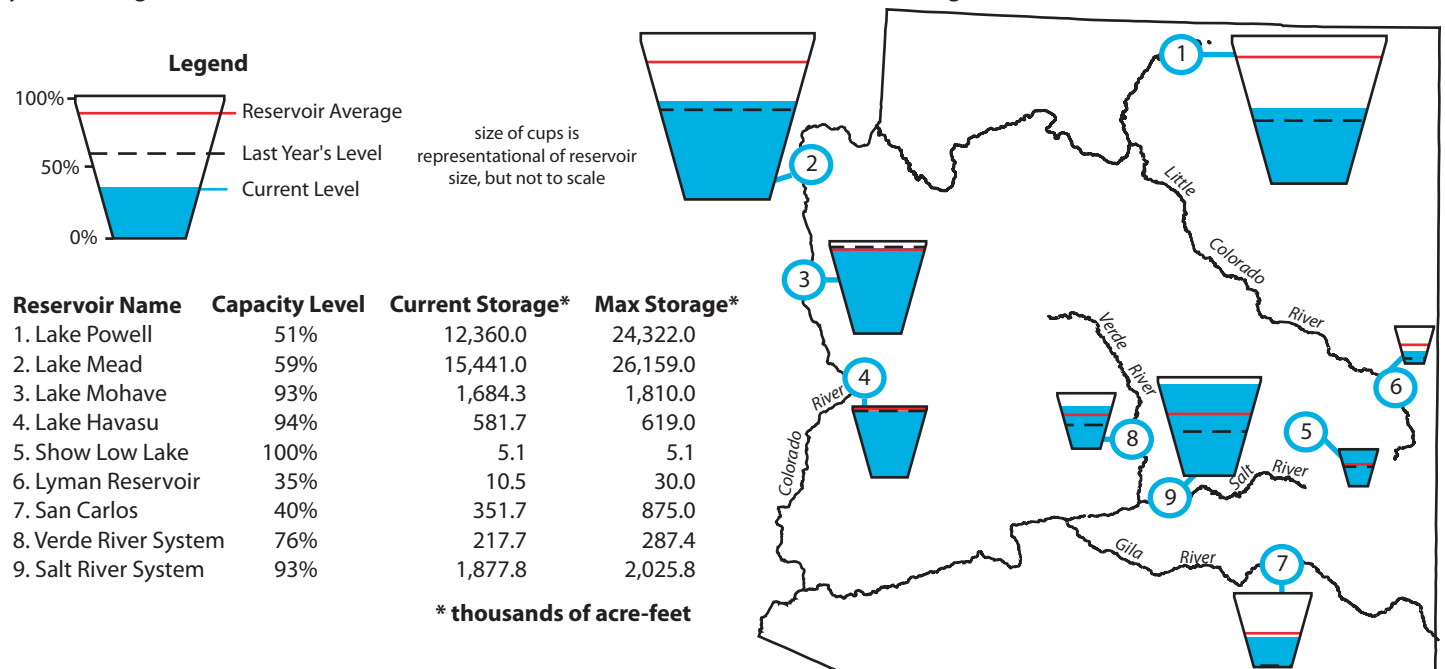 Legend
100%
50%
0%
Reservoir Average
Last Year's Level
Current Level
size of cups is
representational of reservoir
size, but not to scale
Reservoir Name Capacity Level Current Storage* Max Storage*
1. Lake Powell 51% 12,360.0 24,322.0
2. Lake Mead 59% 15,441.0 26,159.0
3. Lake Mohave 93% 1,684.3 1,810.0
4. Lake Havasu 94% 581.7 619.0
5. Show Low Lake 100% 5.1 5.1
6. Lyman Reservoir 35% 10.5 30.0
7. San Carlos 40% 351.7 875.0
8. Verde River System 76% 217.7 287.4
9. Salt River System 93% 1,877.8 2,025.8
* thousands of acre-feet
1
2
3
4
5
6
7
8
9
Little
Colorado
River
Verde
River
Colorado
River
Salt
River
Gila
River